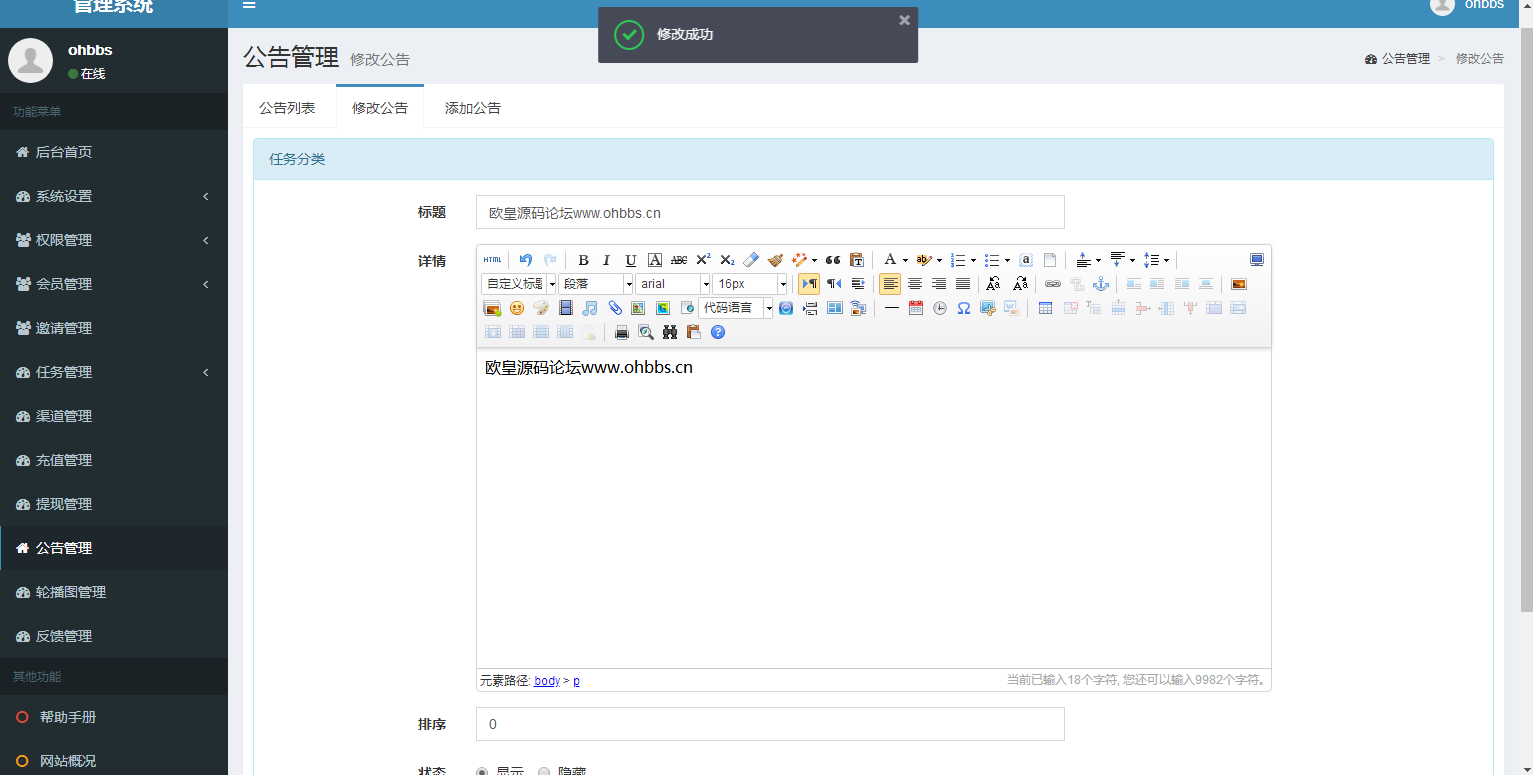 管理系统
ohbbs
修改成功
ohbbs
在线
公告管理 修改公告
公告管理 > 修改公告
功能菜单
公告列表 修改公告 添加公告
后台首页
任务分类
系统设置
标题 欧皇源码论坛www.ohbbs.cn
权限管理
详情
HTML
自定义标题 段落 arial 16px
会员管理
代码语言
邀请管理
欧皇源码论坛www.ohbbs.cn
任务管理
渠道管理
充值管理
提现管理
公告管理
轮播图管理
反馈管理
其他功能
元素路径: body > p 当前已输入18个字符, 您还可以输入9982个字符。
帮助手册
排序 0
网站概况
状态 显示 隐藏